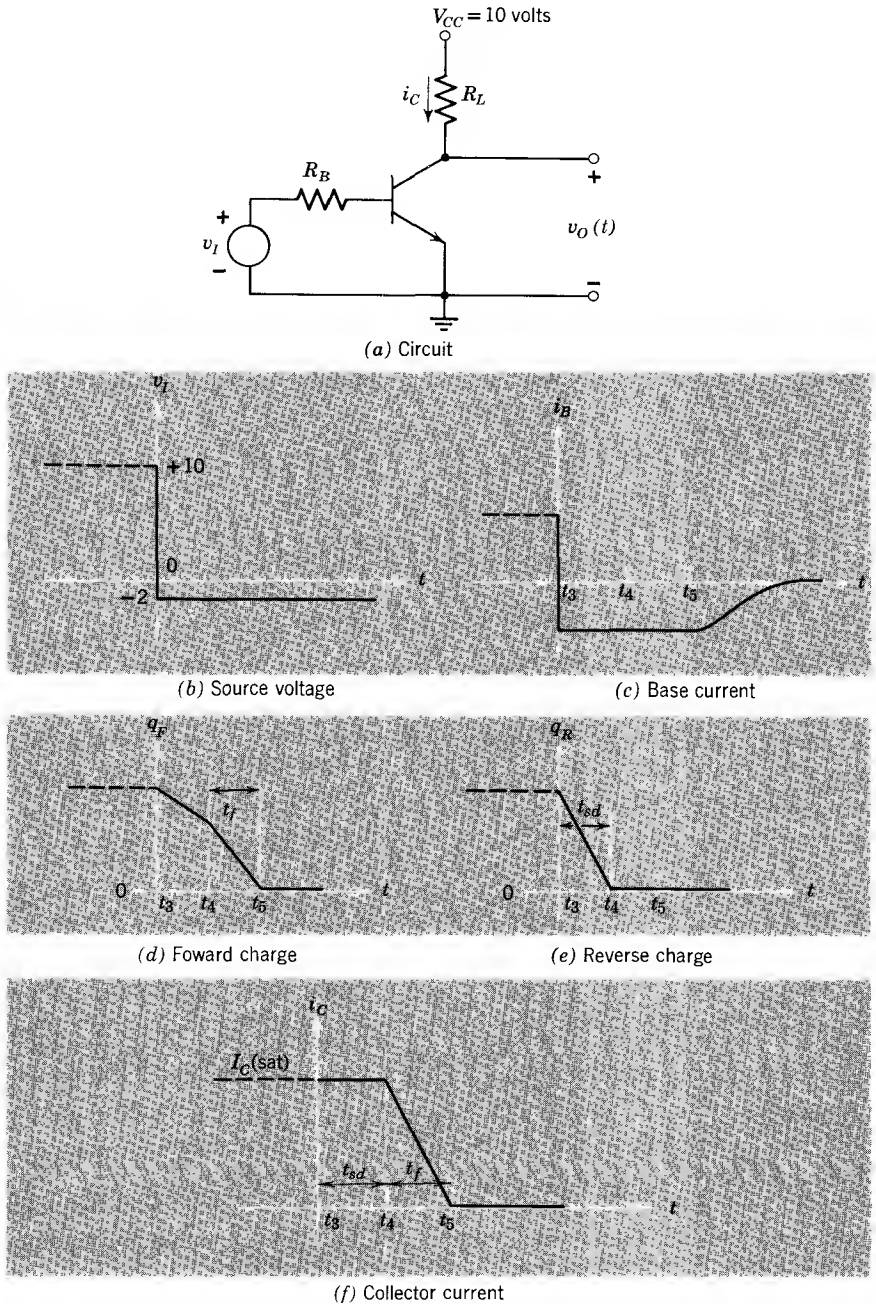 V_CC = 10 volts
i_C
R_L
R_B
+
+
v_I
v_O (t)
−
−
(a) Circuit
v_I
i_B
+10
0
t
t_3
t_4
t_5
t
−2
(b) Source voltage
(c) Base current
q_F
q_R
t_f
t_sd
0
t_3
t_4
t_5
t
0
t_3
t_4
t_5
t
(d) Foward charge
(e) Reverse charge
i_C
I_C(sat)
t_sd
t_f
t_3
t_4
t_5
t
(f) Collector current